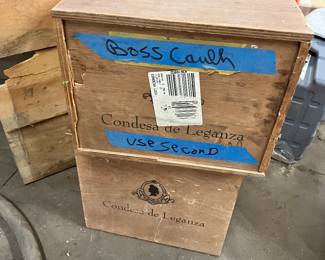 Boss Caulk
Condesa de Leganza
Use Second
Condesa de Leganza